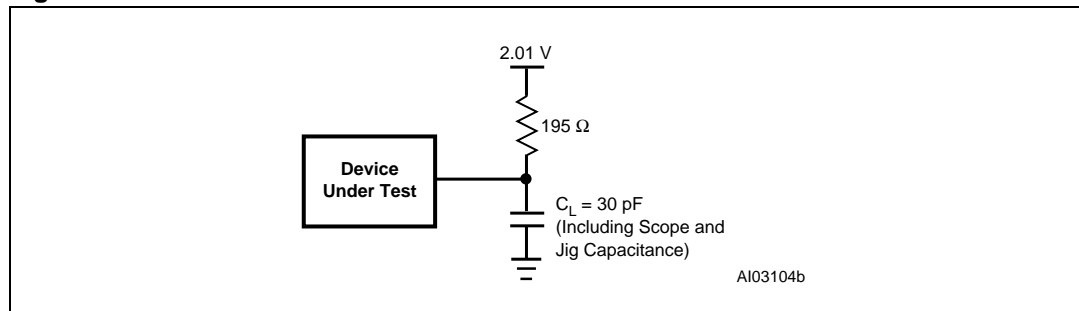 2.01 V
195 Ω
Device
Under Test
C_L = 30 pF
(Including Scope and
Jig Capacitance)
AI03104b